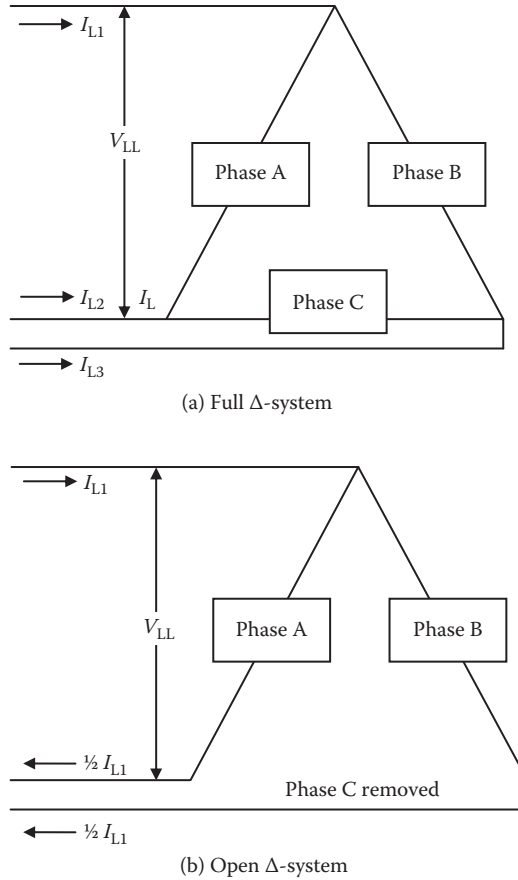 I_L1
V_LL
Phase A
Phase B
I_L2
I_L
Phase C
I_L3
(a) Full Δ-system
I_L1
V_LL
Phase A
Phase B
½ I_L1
Phase C removed
½ I_L1
(b) Open Δ-system